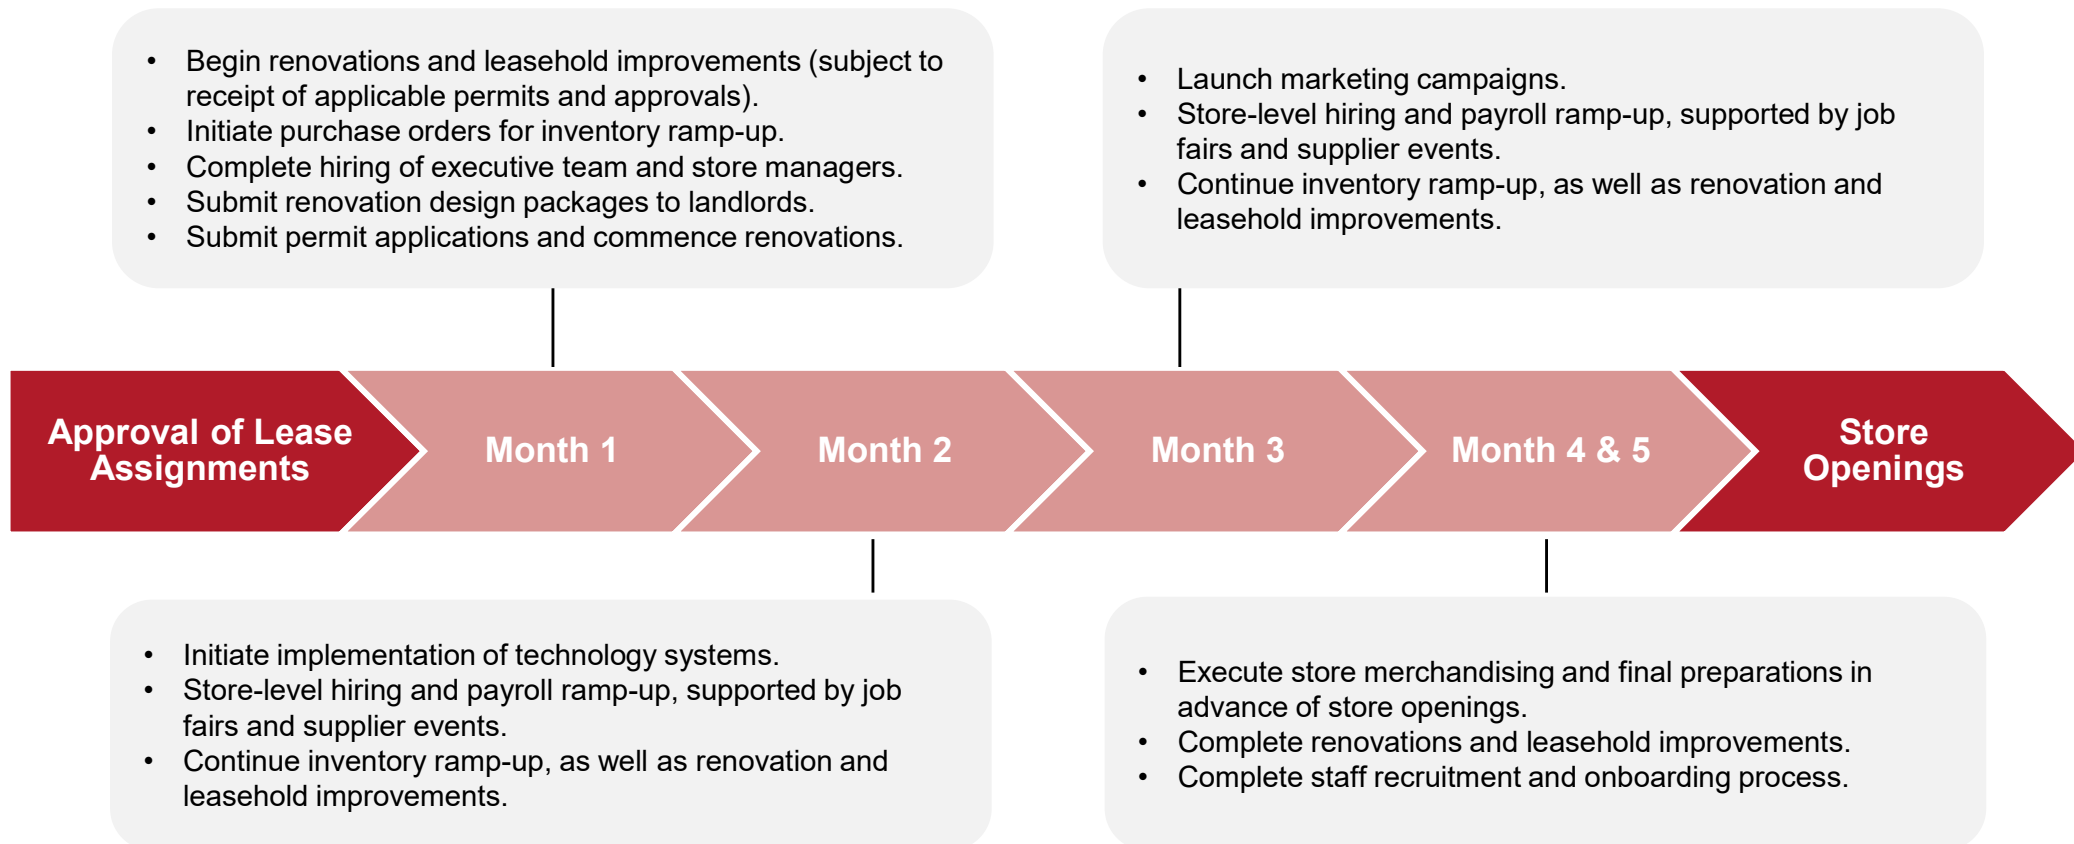 • Begin renovations and leasehold improvements (subject to
receipt of applicable permits and approvals).
• Initiate purchase orders for inventory ramp-up.
• Complete hiring of executive team and store managers.
• Submit renovation design packages to landlords.
• Submit permit applications and commence renovations.
• Launch marketing campaigns.
• Store-level hiring and payroll ramp-up, supported by job
fairs and supplier events.
• Continue inventory ramp-up, as well as renovation and
leasehold improvements.
Approval of Lease
Assignments
Month 1
Month 2
Month 3
Month 4 & 5
Store
Openings
• Initiate implementation of technology systems.
• Store-level hiring and payroll ramp-up, supported by job
fairs and supplier events.
• Continue inventory ramp-up, as well as renovation and
leasehold improvements.
• Execute store merchandising and final preparations in
advance of store openings.
• Complete renovations and leasehold improvements.
• Complete staff recruitment and onboarding process.